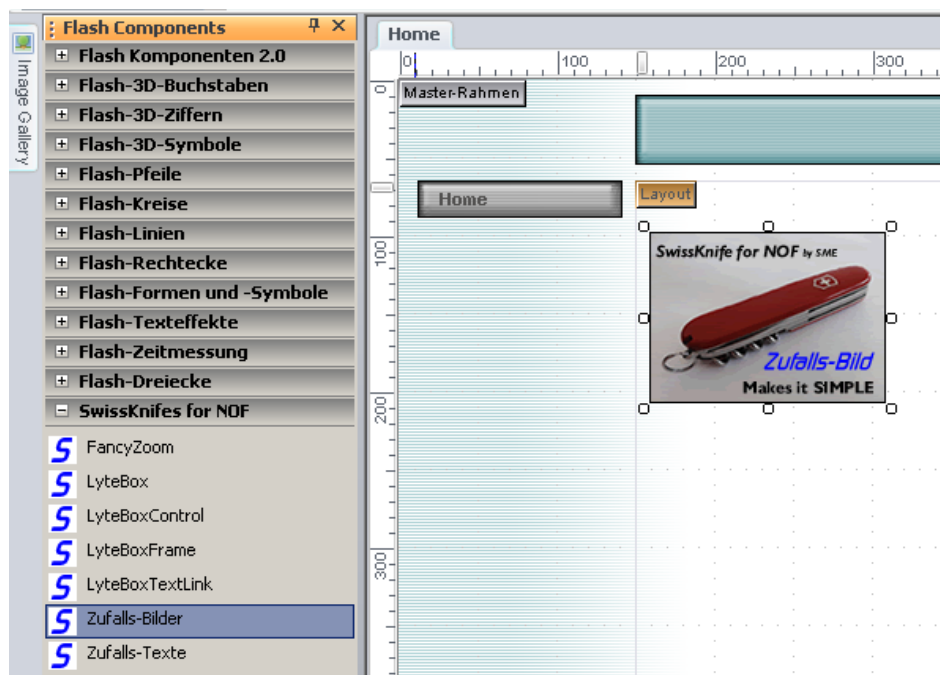 Image Gallery
Flash Components
Flash Komponenten 2.0
Flash-3D-Buchstaben
Flash-3D-Ziffern
Flash-3D-Symbole
Flash-Pfeile
Flash-Kreise
Flash-Linien
Flash-Rechtecke
Flash-Formen und -Symbole
Flash-Texteffekte
Flash-Zeitmessung
Flash-Dreiecke
SwissKnifes for NOF
S FancyZoom
S LyteBox
S LyteBoxControl
S LyteBoxFrame
S LyteBoxTextLink
S Zufalls-Bilder
S Zufalls-Texte
Home
0 100 200 300
0
100
200
300
Master-Rahmen
Home
Layout
SwissKnife for NOF by SME
Zufalls-Bild
Makes it SIMPLE